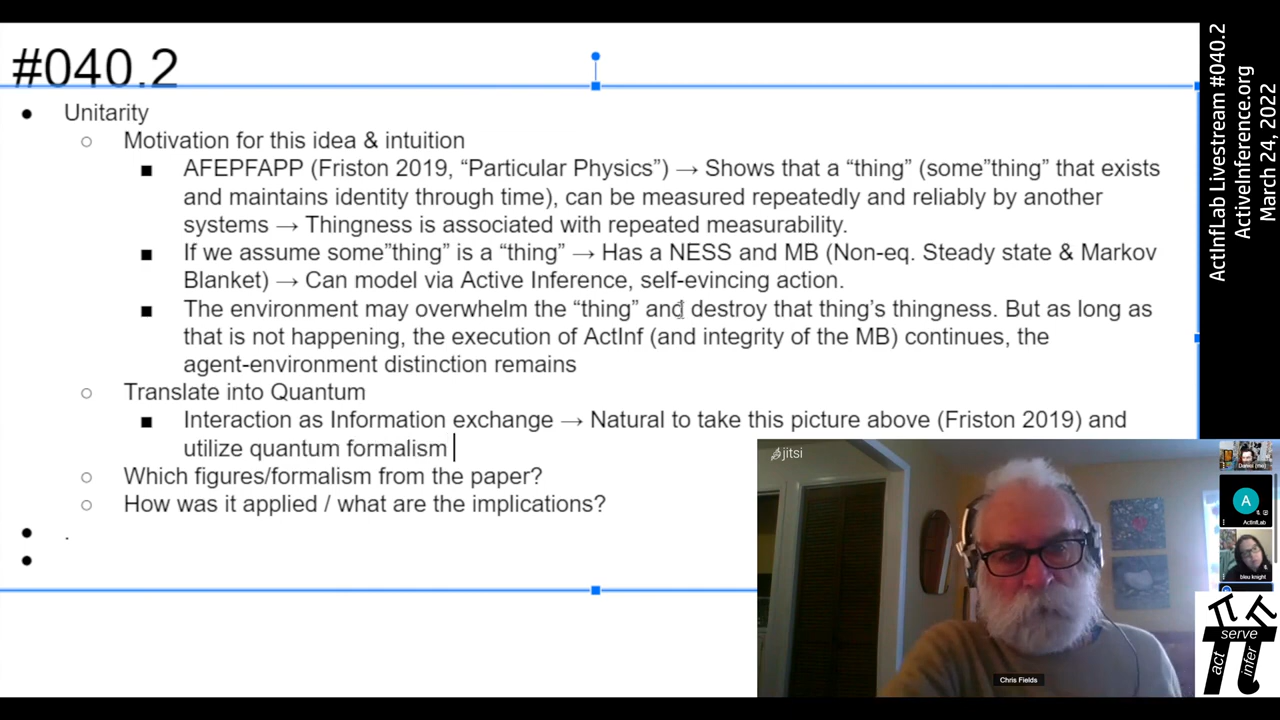 #040.2
● Unitarity
○ Motivation for this idea & intuition
■ AFEPFAPP (Friston 2019, “Particular Physics”) → Shows that a “thing” (some”thing” that exists
and maintains identity through time), can be measured repeatedly and reliably by another
systems → Thingness is associated with repeated measurability.
■ If we assume some”thing” is a “thing” → Has a NESS and MB (Non-eq. Steady state & Markov
Blanket) → Can model via Active Inference, self-evincing action.
■ The environment may overwhelm the “thing” and destroy that thing’s thingness. But as long as
that is not happening, the execution of ActInf (and integrity of the MB) continues, the
agent-environment distinction remains
○ Translate into Quantum
■ Interaction as Information exchange → Natural to take this picture above (Friston 2019) and
utilize quantum formalism
○ Which figures/formalism from the paper?
○ How was it applied / what are the implications?
● .
●
jitsi
Chris Fields
Daniel (me)
A
ActInfLab
bleu knight
serve
act
infer
ActInfLab Livestream #040.2
ActiveInference.org
March 24, 2022